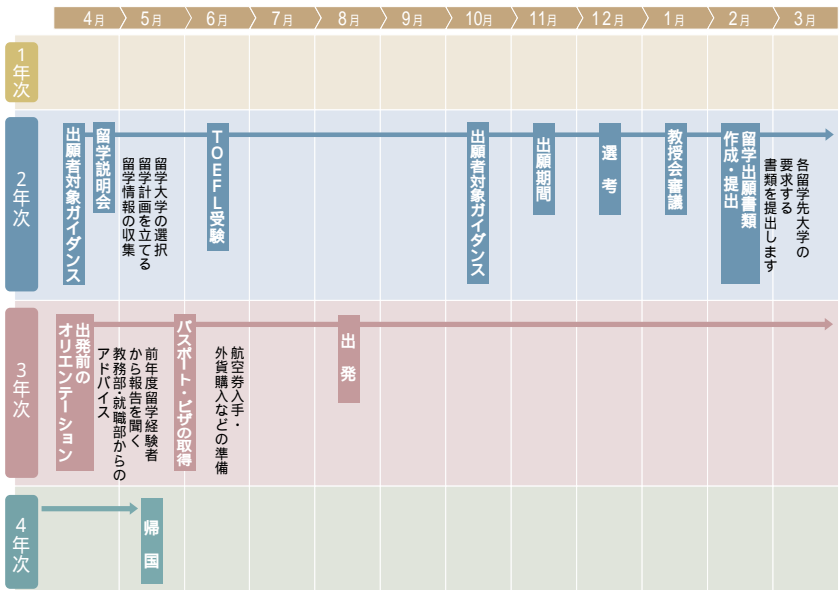 4月
5月
6月
7月
8月
9月
10月
11月
12月
1月
2月
3月
1年次
2年次
出願者対象ガイダンス
留学説明会
留学大学の選択
留学計画を立てる
留学情報の収集
TOEFL受験
出願者対象ガイダンス
出願期間
選考
教授会審議
留学出願書類
作成・提出
各留学先大学の
要求する
書類を提出します
3年次
出発前の
オリエンテーション
前年度留学経験者
から報告を聞く
教務部・就職部からの
アドバイス
パスポート・ビザの取得
航空券入手・
外貨購入などの準備
出発
4年次
帰国